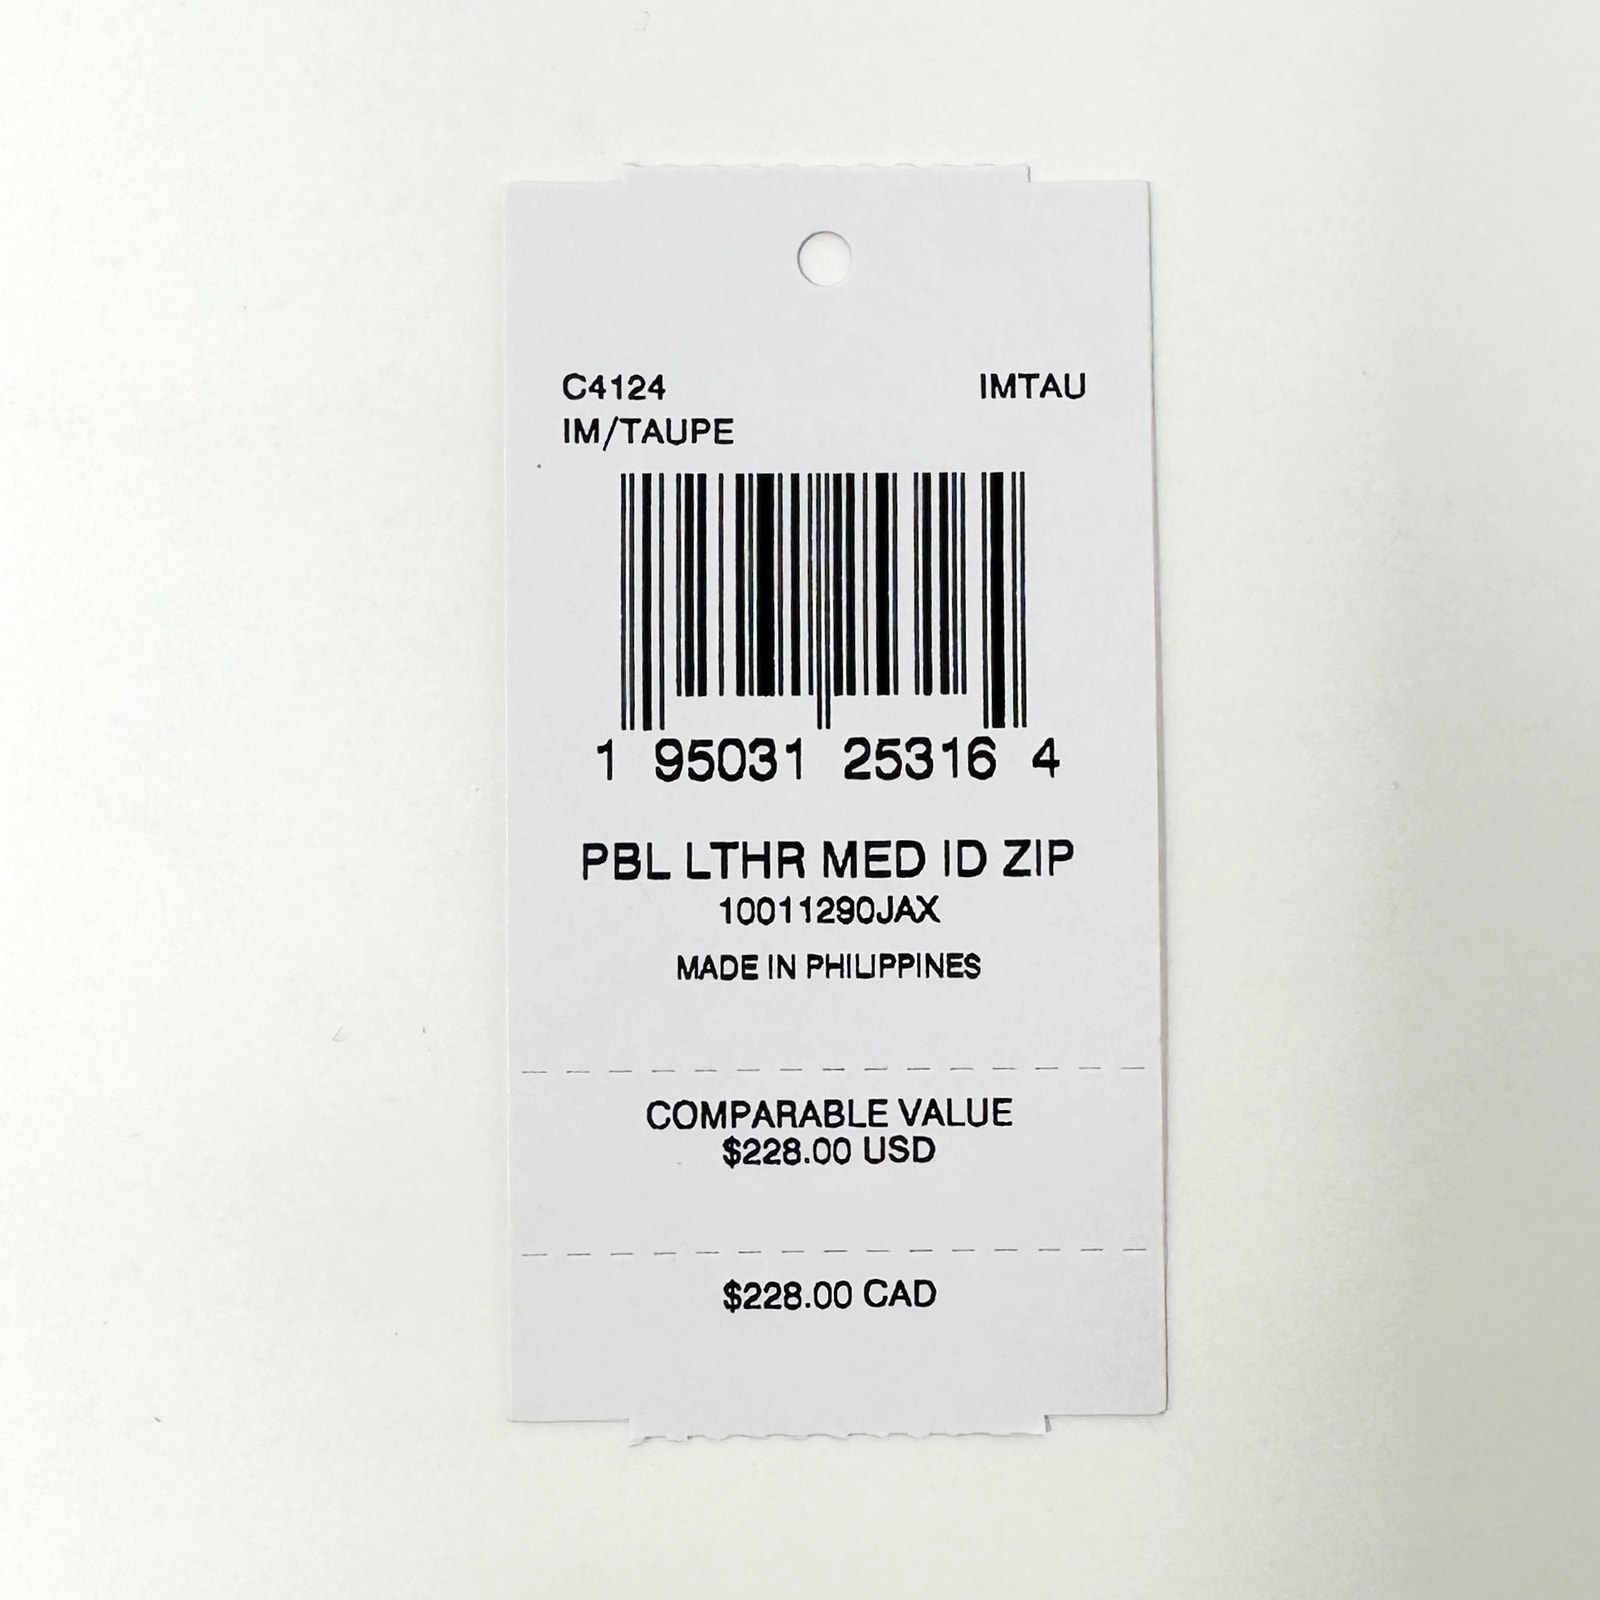 C4124 IMTAU
IM/TAUPE
1 95031 25316 4
PBL LTHR MED ID ZIP
10011290JAX
MADE IN PHILIPPINES
COMPARABLE VALUE
$228.00 USD
$228.00 CAD